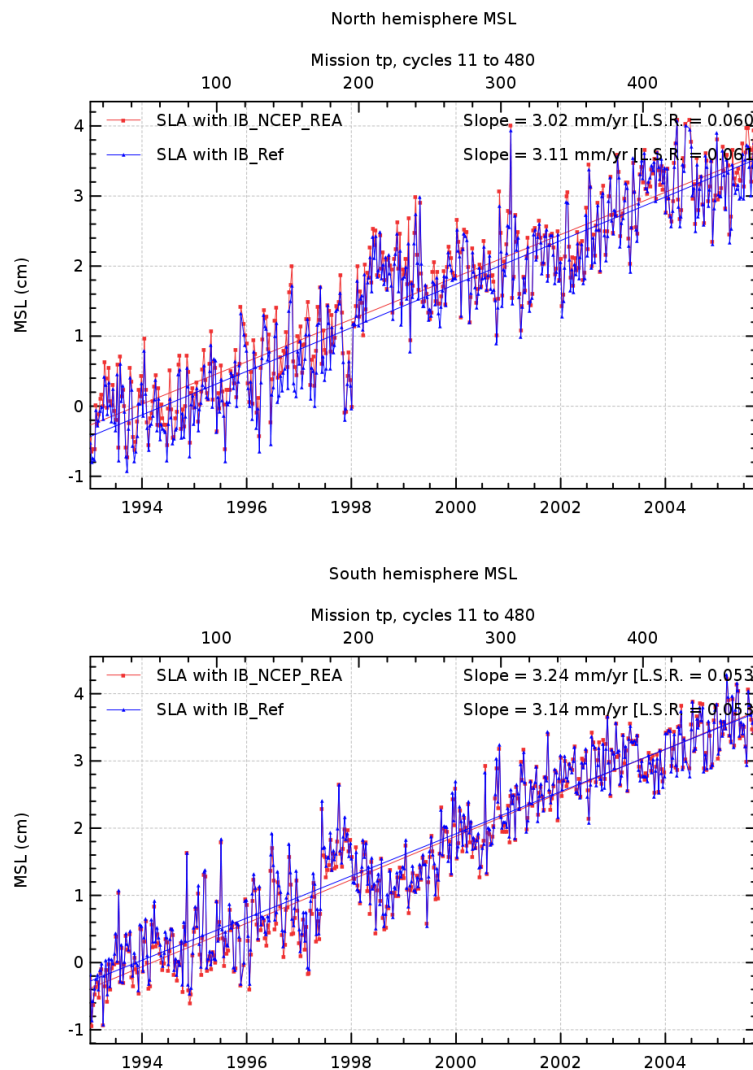 North hemisphere MSL
Mission tp, cycles 11 to 480
100 200 300 400
SLA with IB_NCEP_REA Slope = 3.02 mm/yr [L.S.R. = 0.060
SLA with IB_Ref Slope = 3.11 mm/yr [L.S.R. = 0.061
4
3
2
1
0
-1
MSL (cm)
1994 1996 1998 2000 2002 2004
South hemisphere MSL
Mission tp, cycles 11 to 480
100 200 300 400
SLA with IB_NCEP_REA Slope = 3.24 mm/yr [L.S.R. = 0.053
SLA with IB_Ref Slope = 3.14 mm/yr [L.S.R. = 0.053
4
3
2
1
0
-1
MSL (cm)
1994 1996 1998 2000 2002 2004